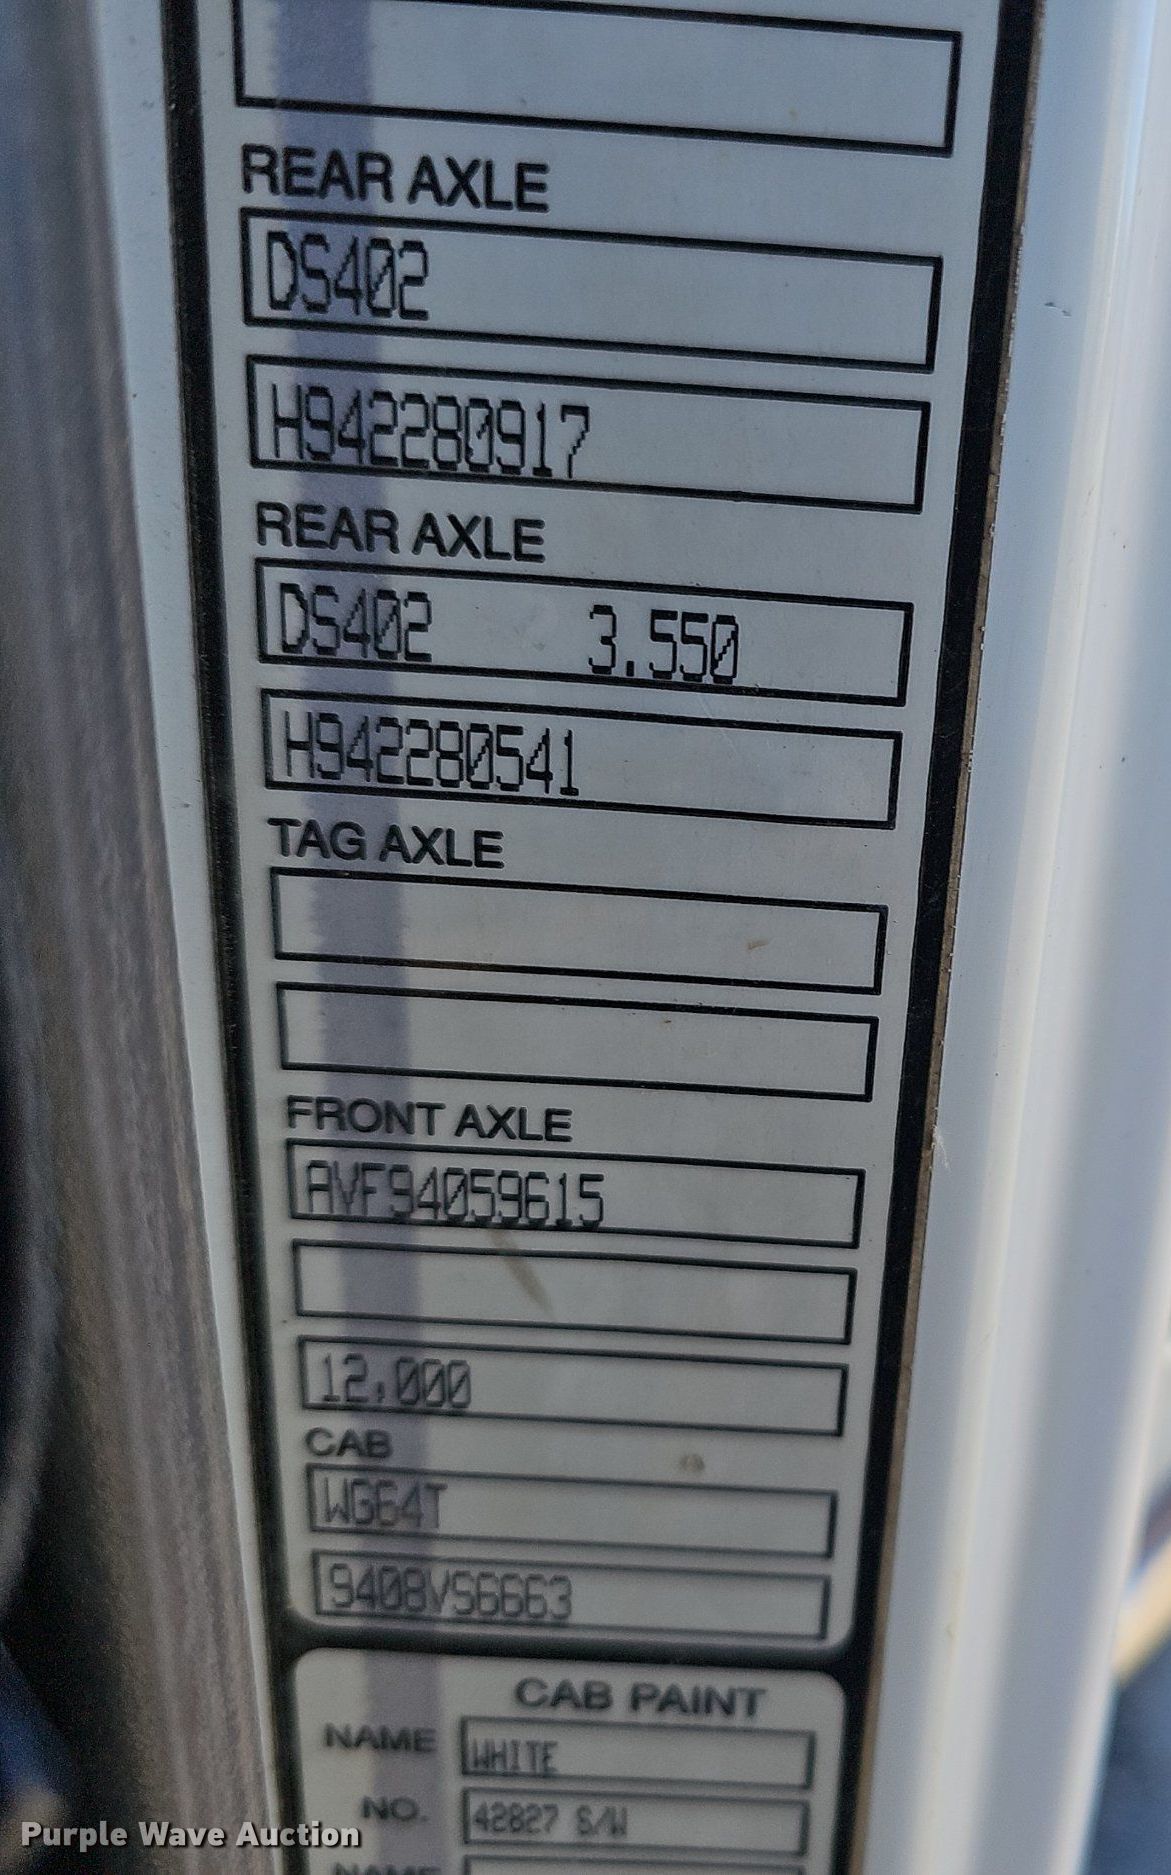 REAR AXLE
DS402
H942280917
REAR AXLE
DS402 3.550
H942280541
TAG AXLE
FRONT AXLE
AVF94059615
12,000
CAB
WG64T
9408VS6663
CAB PAINT
NAME WHITE
NO. 42827 S/W
NAME
Purple Wave Auction